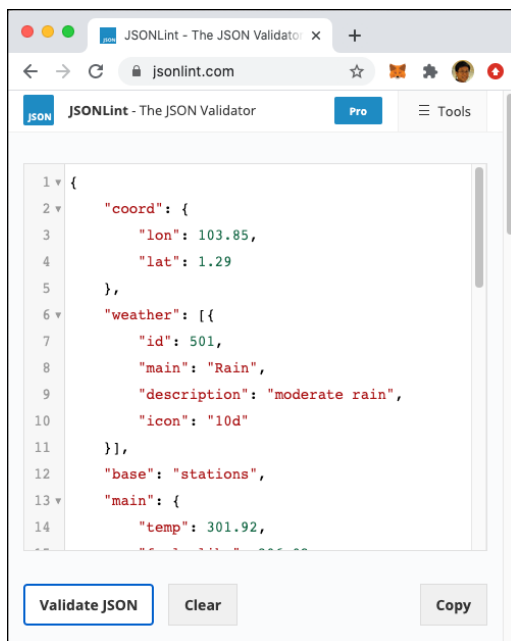 JSONLint - The JSON Validator
jsonlint.com
JSON
JSONLint - The JSON Validator
Pro
Tools
1 {
2 "coord": {
3 "lon": 103.85,
4 "lat": 1.29
5 },
6 "weather": [{
7 "id": 501,
8 "main": "Rain",
9 "description": "moderate rain",
10 "icon": "10d"
11 }],
12 "base": "stations",
13 "main": {
14 "temp": 301.92,
Validate JSON
Clear
Copy